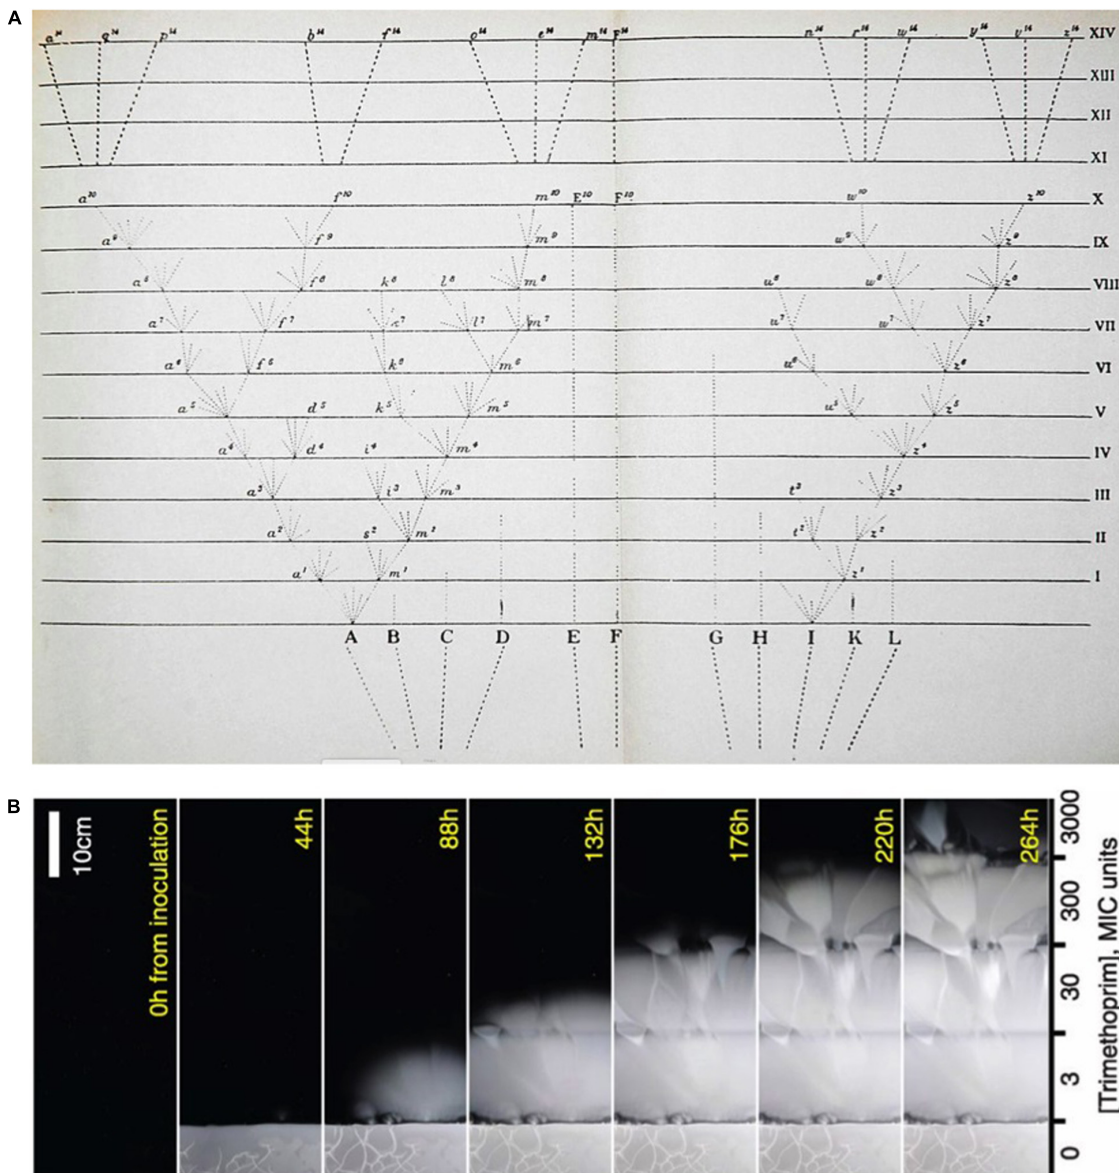 A
a¹⁴ q¹⁴ p¹⁴ b¹⁴ f¹⁴ o¹⁴ e¹⁴ m¹⁴ F¹⁴ n¹⁴ r¹⁴ w¹⁴ y¹⁴ v¹⁴ z¹⁴ XIV
XIII
XII
XI
a¹⁰ f¹⁰ m¹⁰ E¹⁰ F¹⁰ w¹⁰ z¹⁰ X
a⁹ f⁹ m⁹ w⁹ z⁹ IX
a⁸ f⁸ k⁸ l⁸ m⁸ u⁸ w⁸ z⁸ VIII
a⁷ f⁷ l⁷ m⁷ u⁷ w⁷ z⁷ VII
a⁶ f⁶ k⁶ m⁶ u⁶ z⁶ VI
a⁵ d⁵ k⁵ m⁵ u⁵ z⁵ V
a⁴ d⁴ i⁴ m⁴ z⁴ IV
a³ i³ m³ t³ z³ III
a² s² m² t² z² II
a¹ m¹ z¹ I
A B C D E F G H I K L
B
10cm
0h from inoculation
44h
88h
132h
176h
220h
264h
0 3 30 300 3000
[Trimethoprim], MIC units